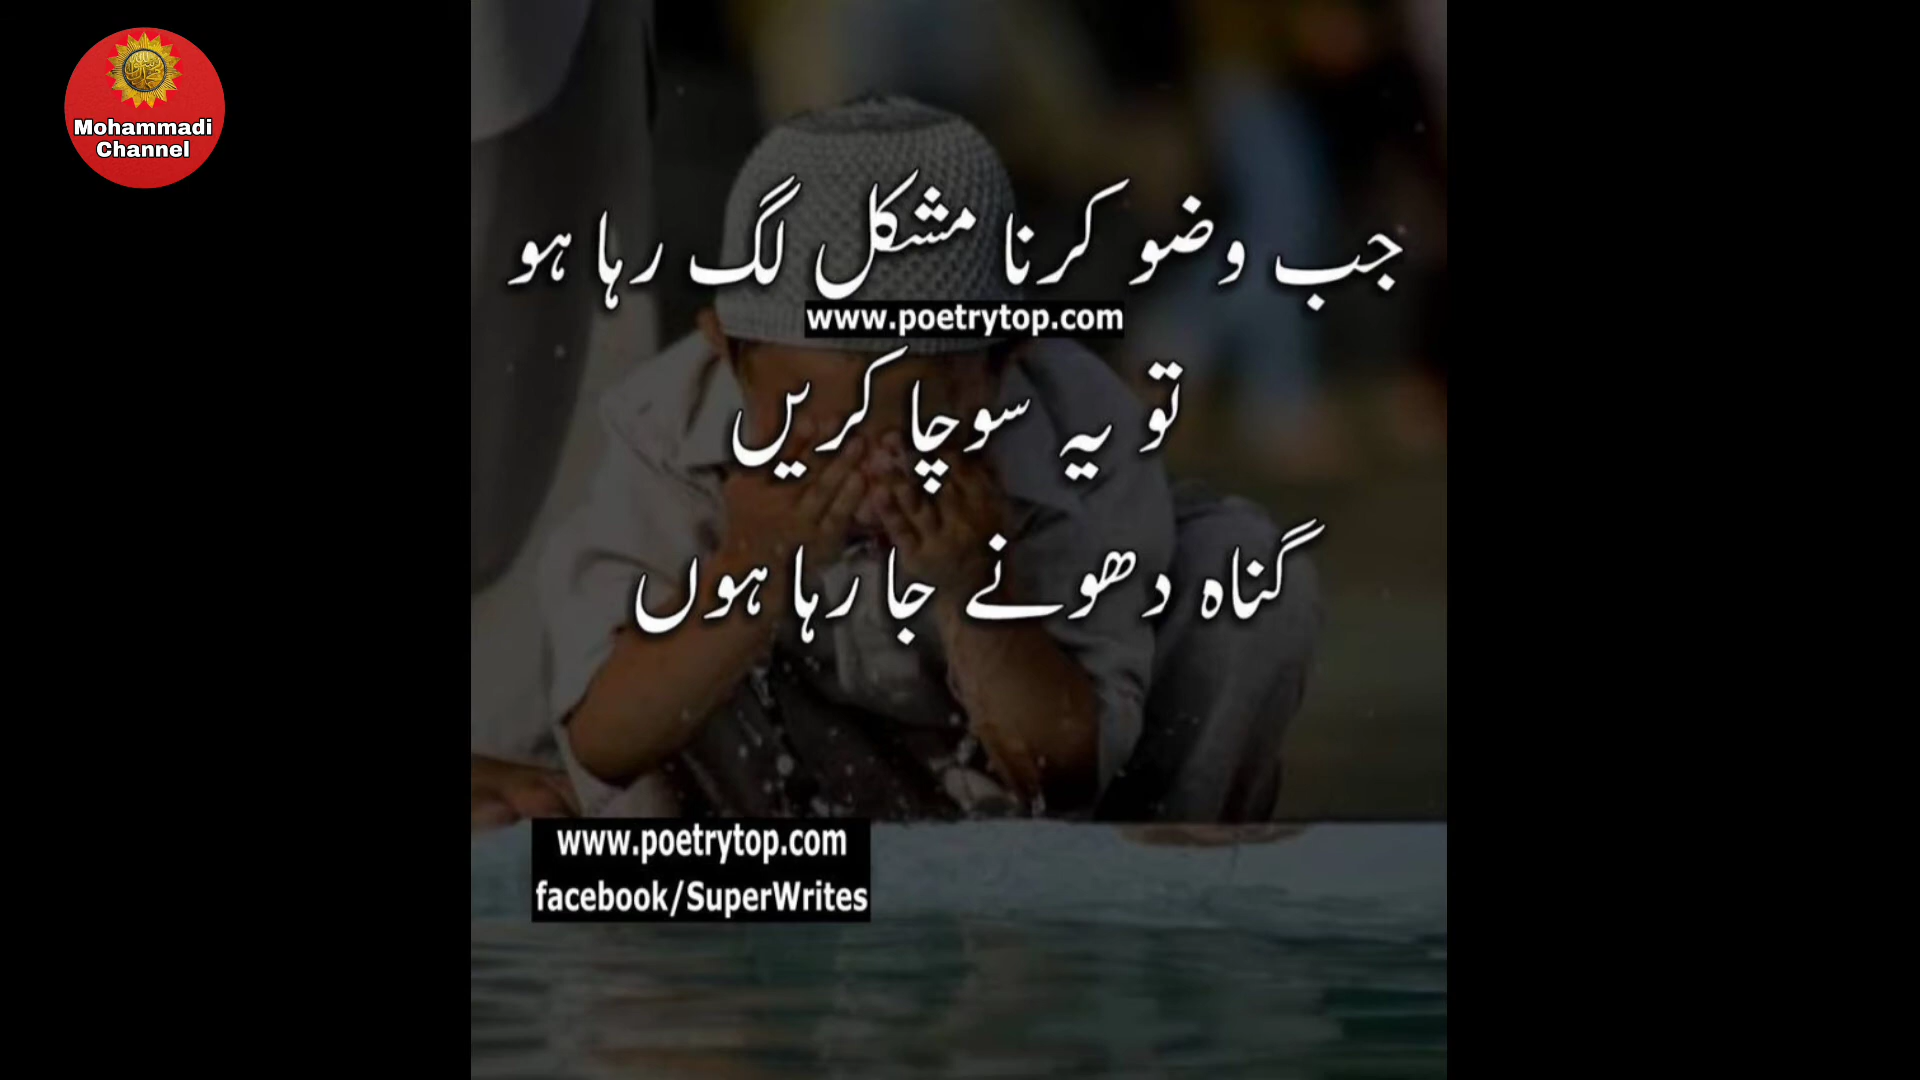 Mohammadi
Channel
جب وضو کرنا مشکل لگ رہا ہو
www.poetrytop.com
تو یہ سوچا کریں
گناہ دھونے جا رہا ہوں
www.poetrytop.com
facebook/SuperWrites